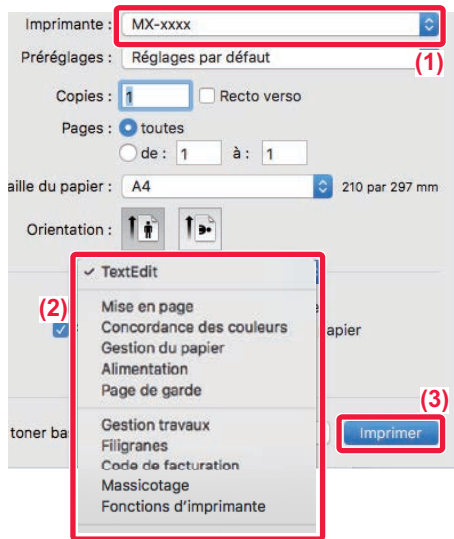 Imprimante : MX-xxxx
(1)
Préréglages : Réglages par défaut
Copies : 1 Recto verso
Pages : toutes
de : 1 à : 1
aille du papier : A4 210 par 297 mm
Orientation :
TextEdit
(2)
Mise en page
Concordance des couleurs
apier
Gestion du papier
Alimentation
Page de garde
(3)
toner ba
Imprimer
Gestion travaux
Filigranes
Code de facturation
Massicotage
Fonctions d'imprimante